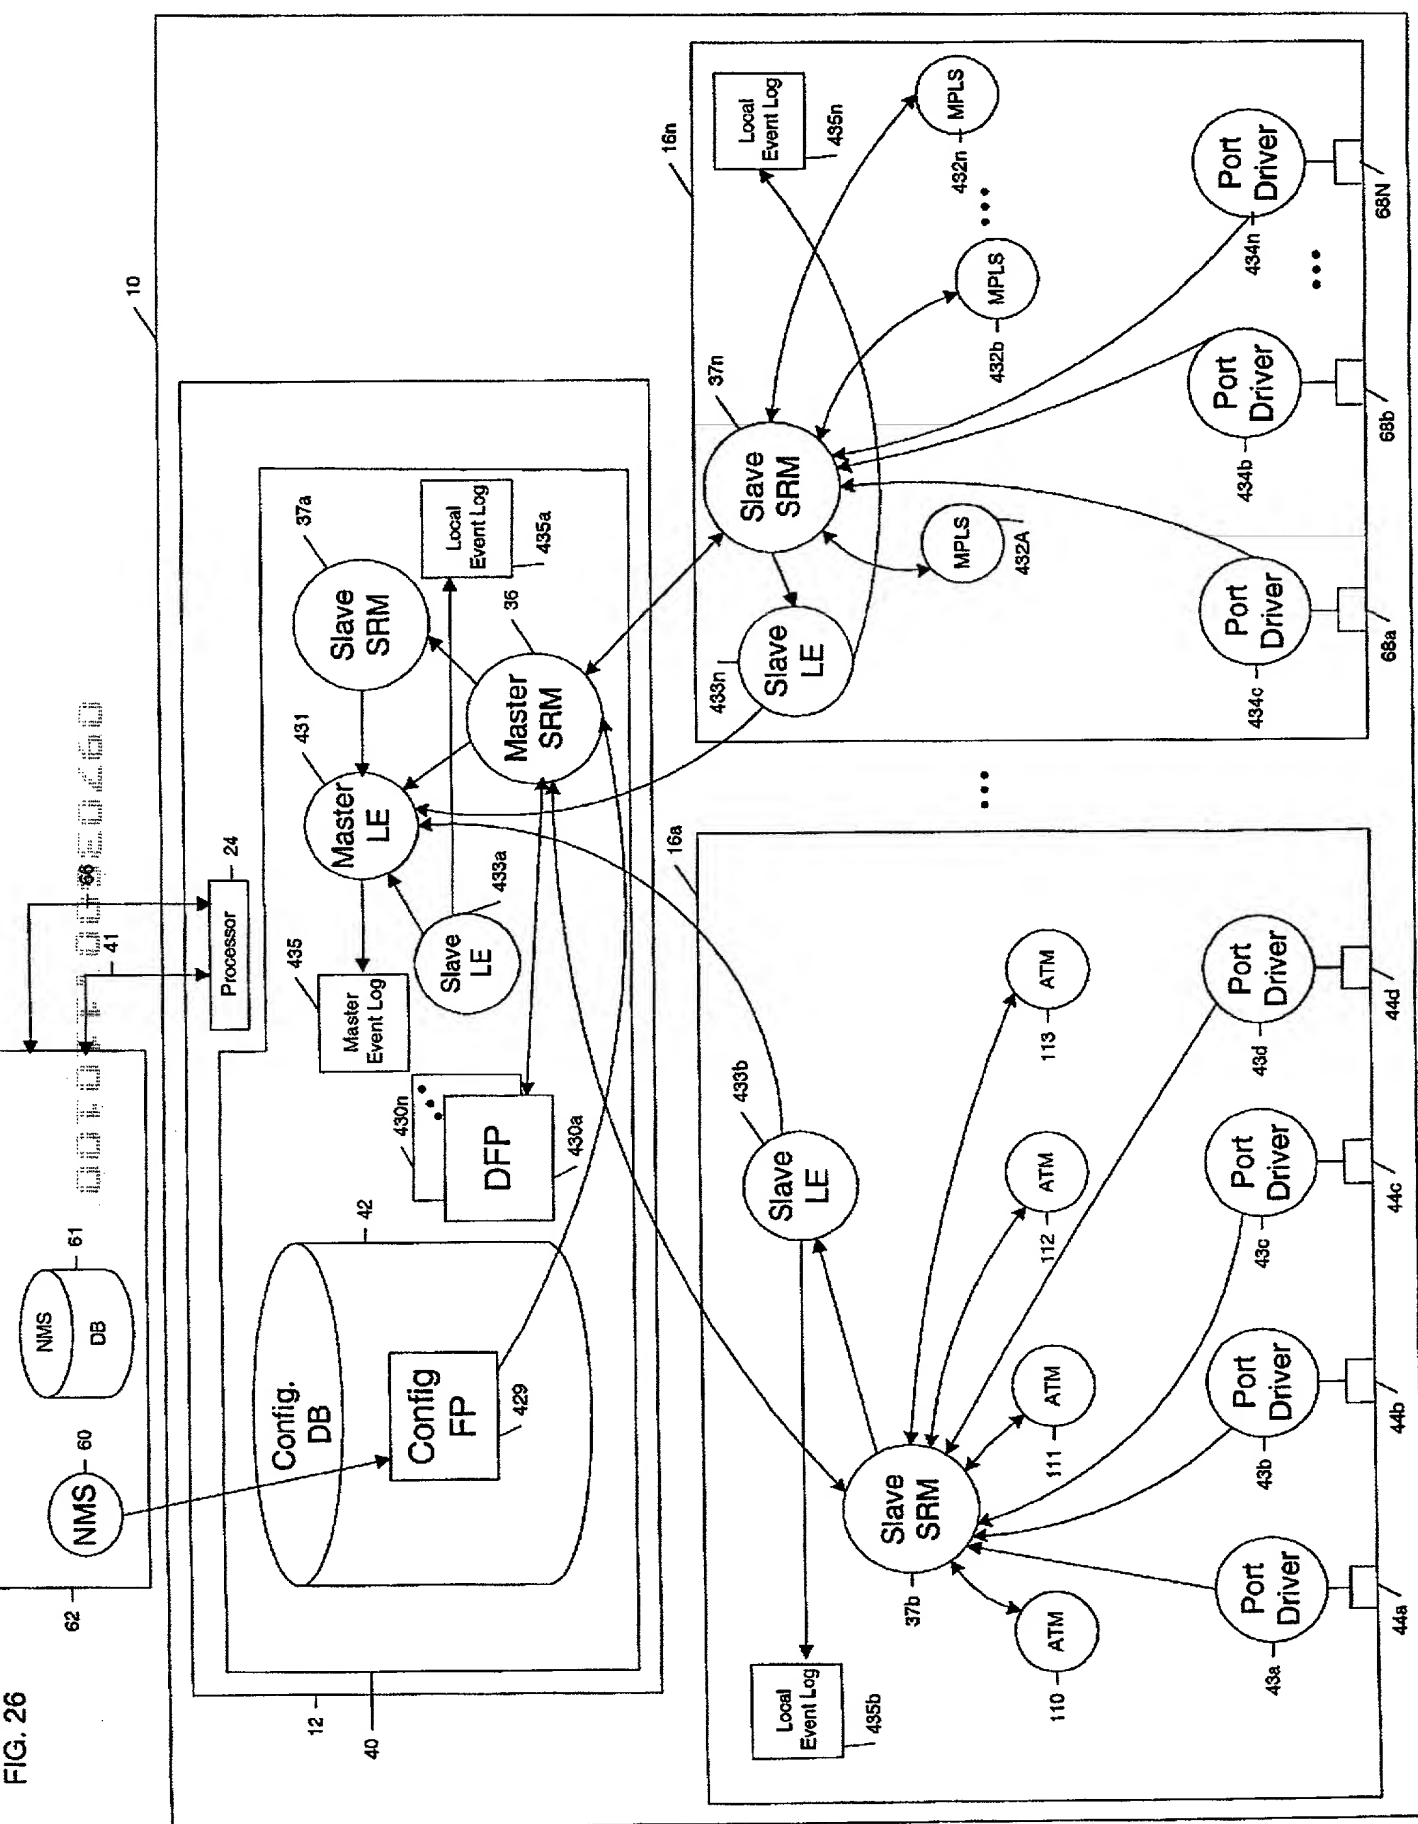 FIG. 26
62
NMS
60
NMS
DB
61
41
66
10
12
40
Config.
DB
42
Config
FP
429
DFP
430a
430n
Processor
24
435
Master
Event Log
Slave
LE
433a
Master
LE
431
Slave
SRM
37a
Master
SRM
36
Local
Event Log
435a
16a
Local
Event Log
435b
Slave
LE
433b
Slave
SRM
37b
ATM
110
ATM
111
ATM
112
ATM
113
Port
Driver
43a
44a
Port
Driver
43b
44b
Port
Driver
43c
44c
Port
Driver
43d
44d
16n
Slave
LE
433n
Slave
SRM
37n
Local
Event Log
435n
MPLS
432A
MPLS
432b
MPLS
432n
Port
Driver
434c
68a
Port
Driver
434b
68b
Port
Driver
434n
68N